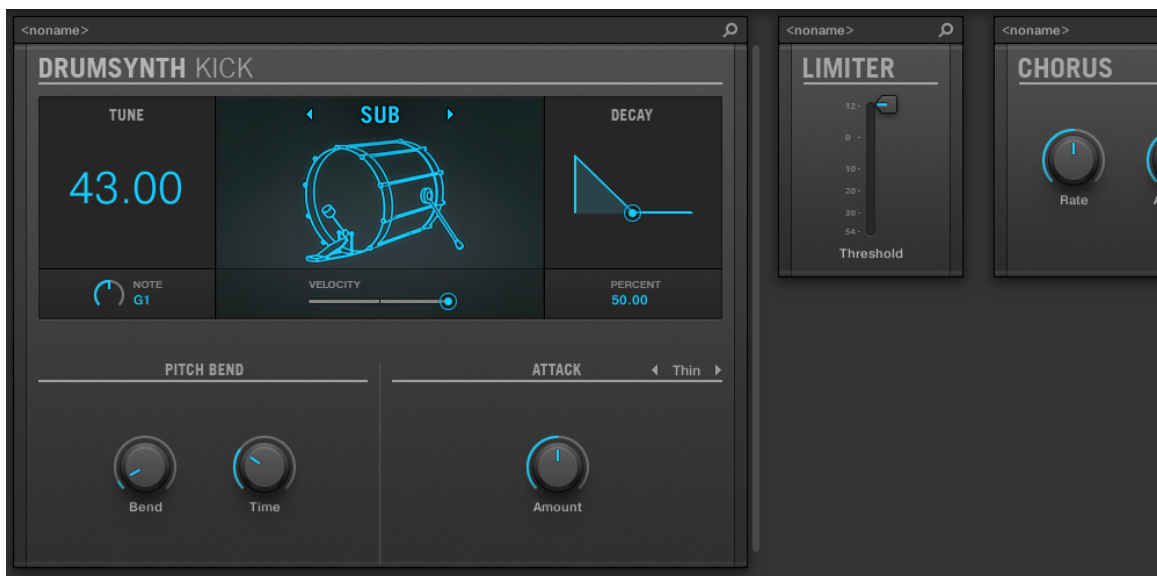 <noname>
DRUMSYNTH KICK
TUNE
SUB
DECAY
43.00
NOTE
G1
VELOCITY
PERCENT
50.00
PITCH BEND
ATTACK
Thin
Bend
Time
Amount
<noname>
LIMITER
12 -
0 -
10 -
20 -
30 -
54 -
Threshold
<noname>
CHORUS
Rate
A